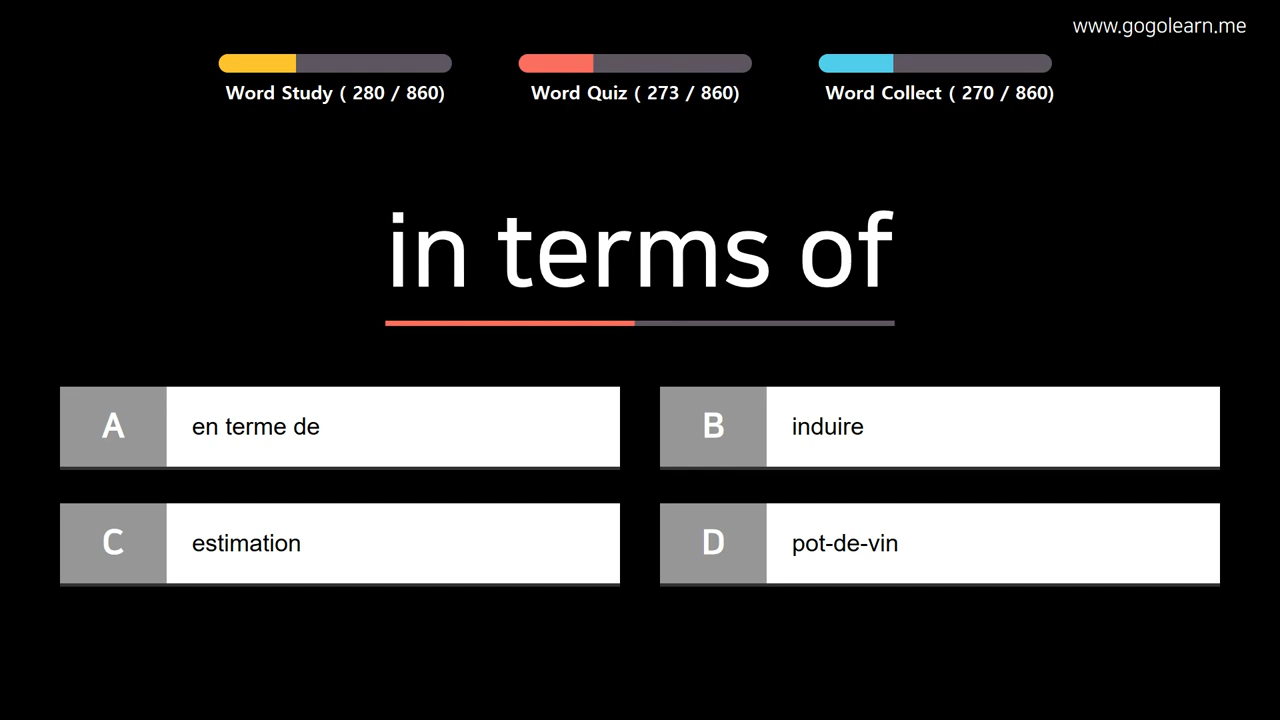 www.gogolearn.me
Word Study ( 280 / 860)
Word Quiz ( 273 / 860)
Word Collect ( 270 / 860)
in terms of
A
en terme de
B
induire
C
estimation
D
pot-de-vin